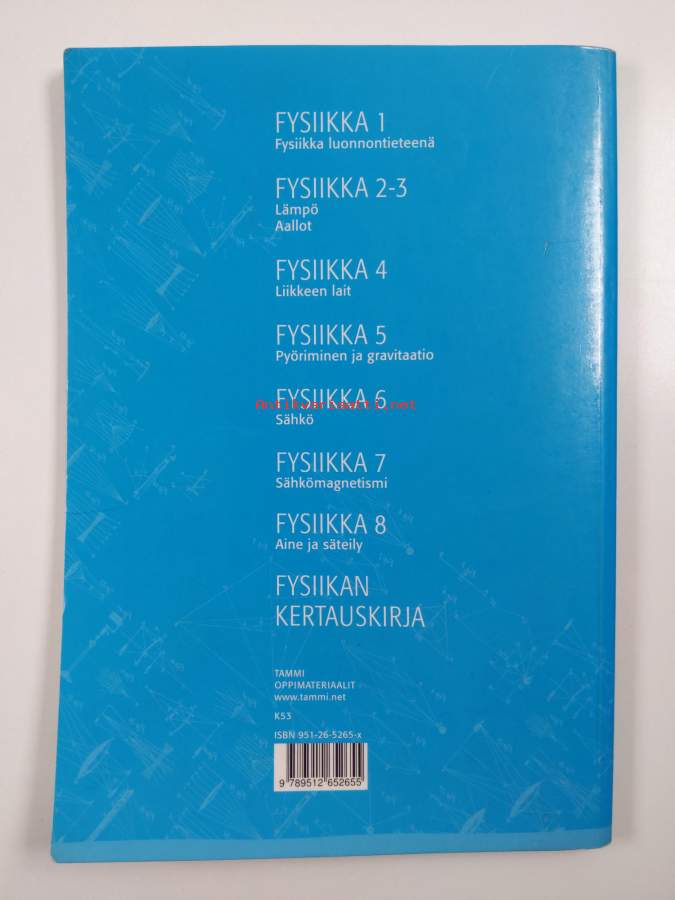 FYSIIKKA 1
Fysiikka luonnontieteenä
FYSIIKKA 2-3
Lämpö
Aallot
FYSIIKKA 4
Liikkeen lait
FYSIIKKA 5
Pyöriminen ja gravitaatio
FYSIIKKA 6
Antikvariaatti.net
Sähkö
FYSIIKKA 7
Sähkömagnetismi
FYSIIKKA 8
Aine ja säteily
FYSIIKAN
KERTAUSKIRJA
TAMMI
OPPIMATERIAALIT
www.tammi.net
K53
ISBN 951-26-5265-x
9 789512 652655